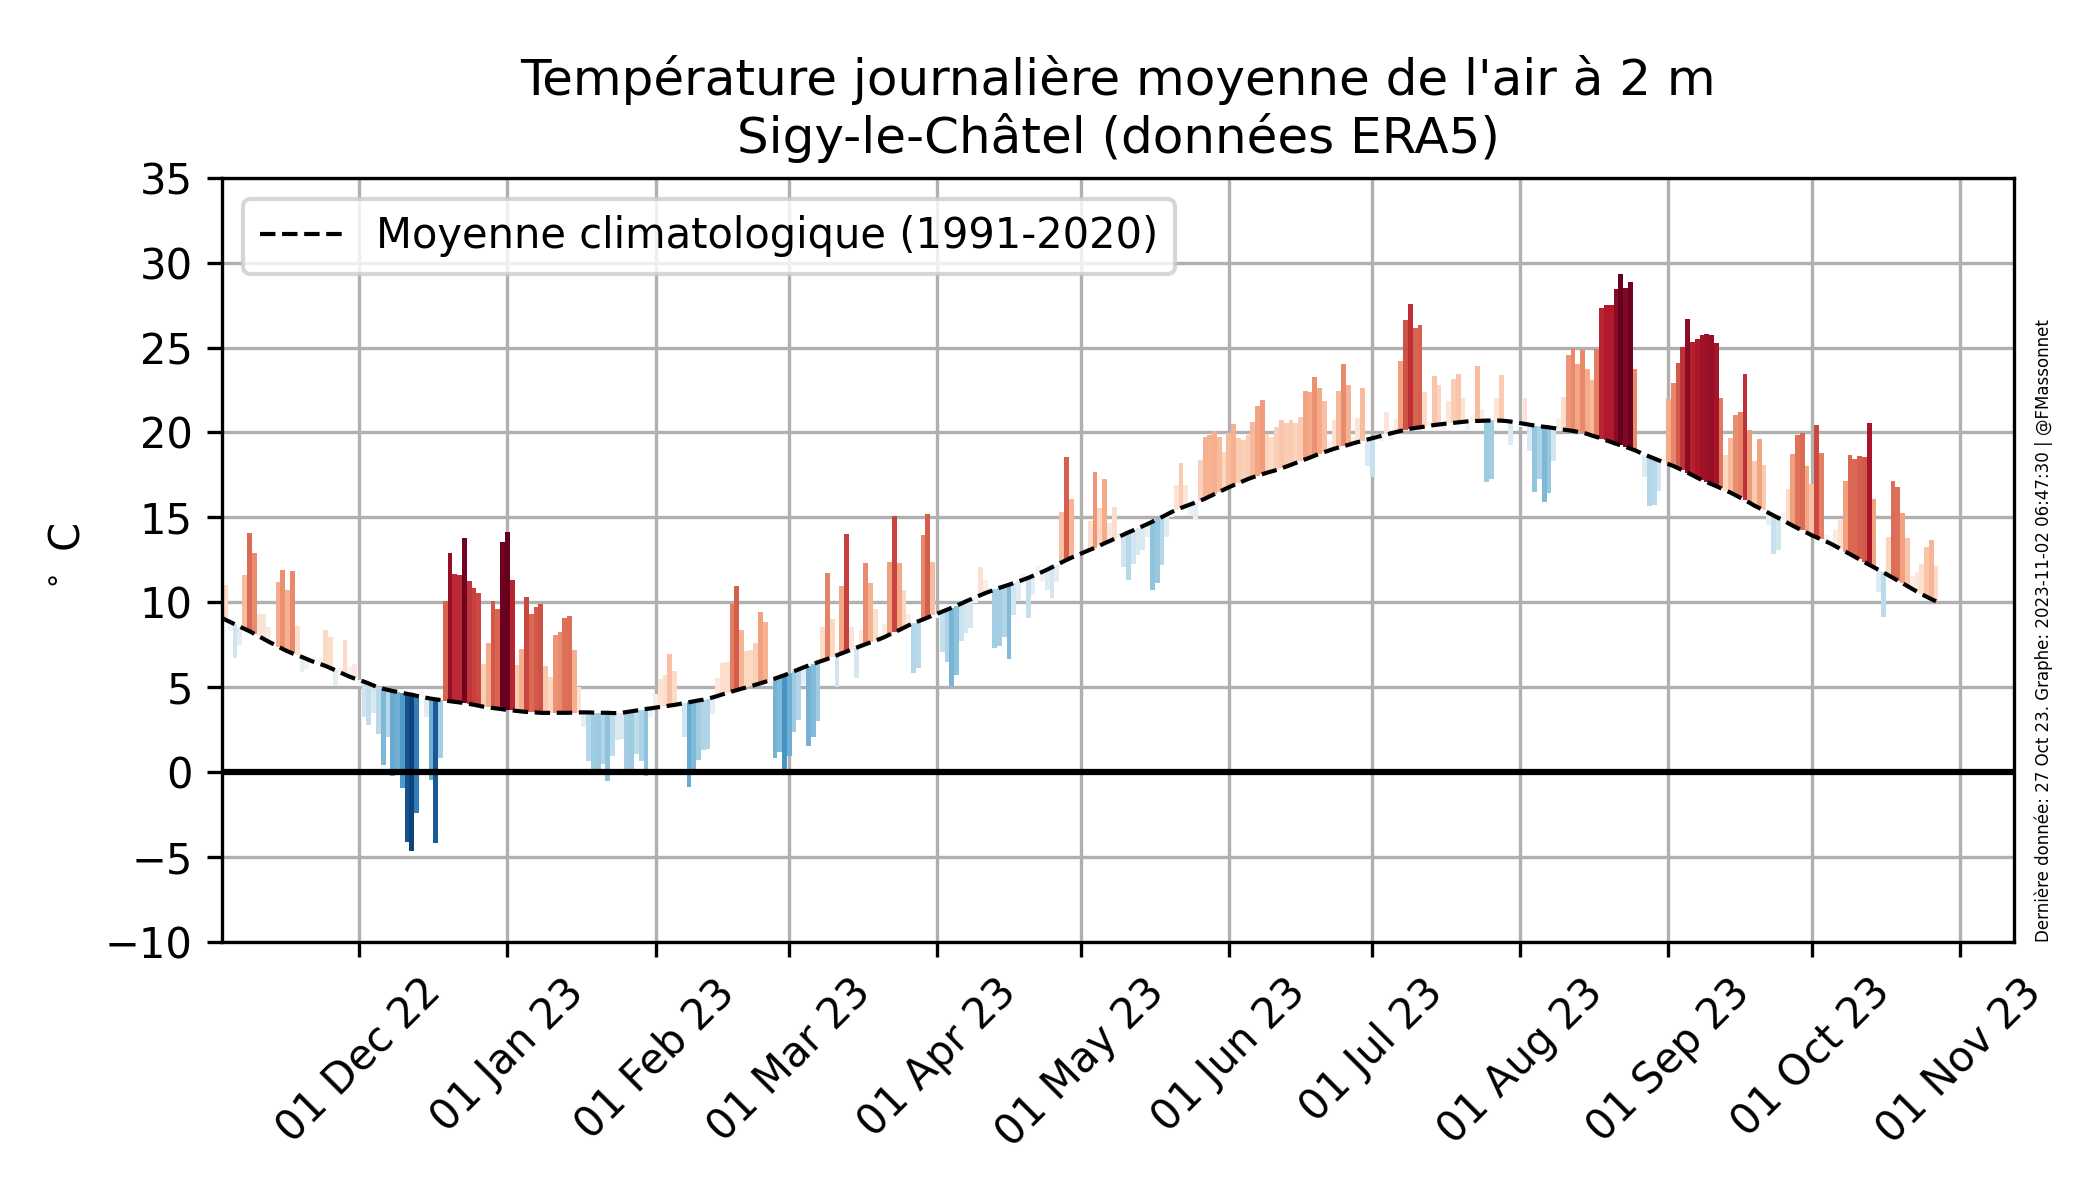 Température journalière moyenne de l'air à 2 m
Sigy-le-Châtel (données ERA5)
Moyenne climatologique (1991-2020)
35
30
25
20
15
10
5
0
−5
−10
° C
01 Dec 22
01 Jan 23
01 Feb 23
01 Mar 23
01 Apr 23
01 May 23
01 Jun 23
01 Jul 23
01 Aug 23
01 Sep 23
01 Oct 23
01 Nov 23
Dernière donnée: 27 Oct 23. Graphe: 2023-11-02 06:47:30 | @FMassonnet